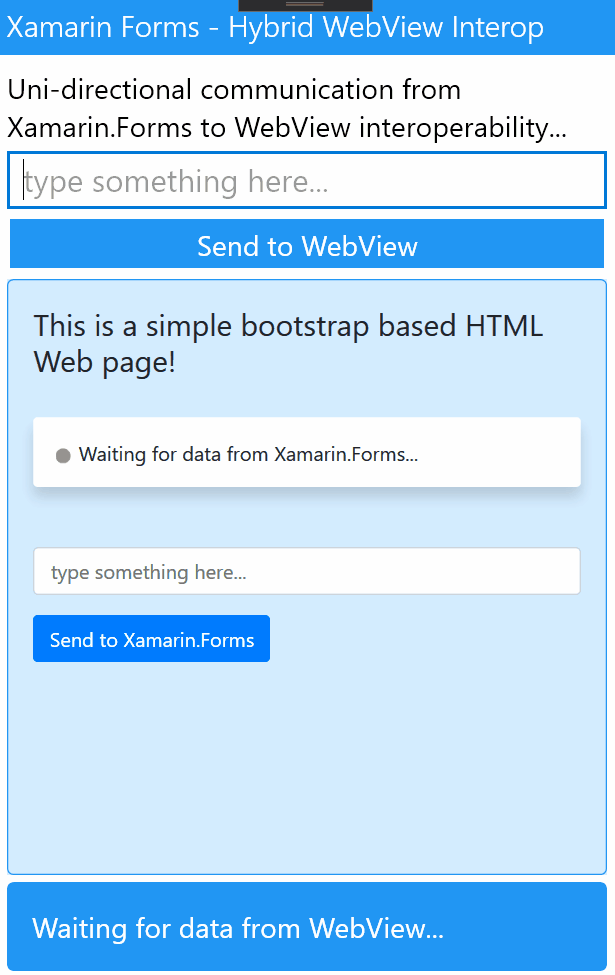 Xamarin Forms - Hybrid WebView Interop
Uni-directional communication from
Xamarin.Forms to WebView interoperability...
type something here...
Send to WebView
This is a simple bootstrap based HTML
Web page!
Waiting for data from Xamarin.Forms...
type something here...
Send to Xamarin.Forms
Waiting for data from WebView...